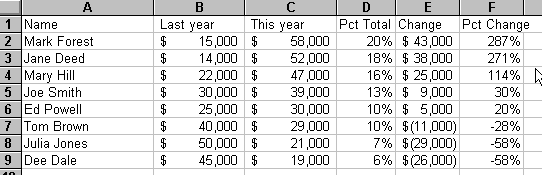 A B C D E F
1 Name Last year This year Pct Total Change Pct Change
2 Mark Forest $ 15,000 $ 58,000 20% $ 43,000 287%
3 Jane Deed $ 14,000 $ 52,000 18% $ 38,000 271%
4 Mary Hill $ 22,000 $ 47,000 16% $ 25,000 114%
5 Joe Smith $ 30,000 $ 39,000 13% $ 9,000 30%
6 Ed Powell $ 25,000 $ 30,000 10% $ 5,000 20%
7 Tom Brown $ 40,000 $ 29,000 10% $(11,000) -28%
8 Julia Jones $ 50,000 $ 21,000 7% $(29,000) -58%
9 Dee Dale $ 45,000 $ 19,000 6% $(26,000) -58%